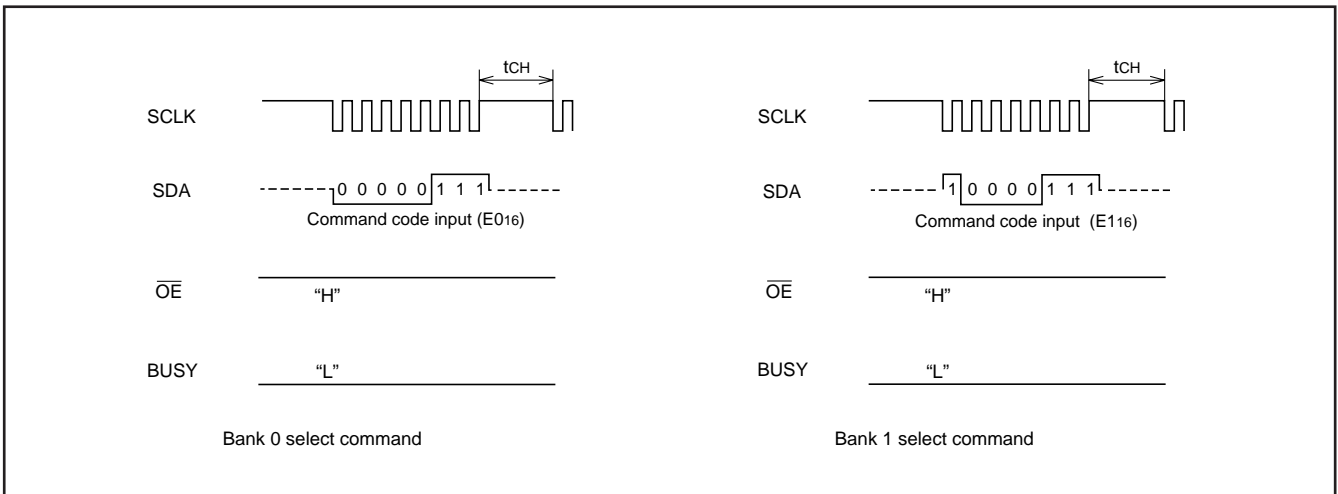 tCH
SCLK
SDA
0 0 0 0 0 1 1 1
Command code input (E016)
OE
“H”
BUSY
“L”
Bank 0 select command
tCH
SCLK
SDA
1 0 0 0 0 1 1 1
Command code input (E116)
OE
“H”
BUSY
“L”
Bank 1 select command